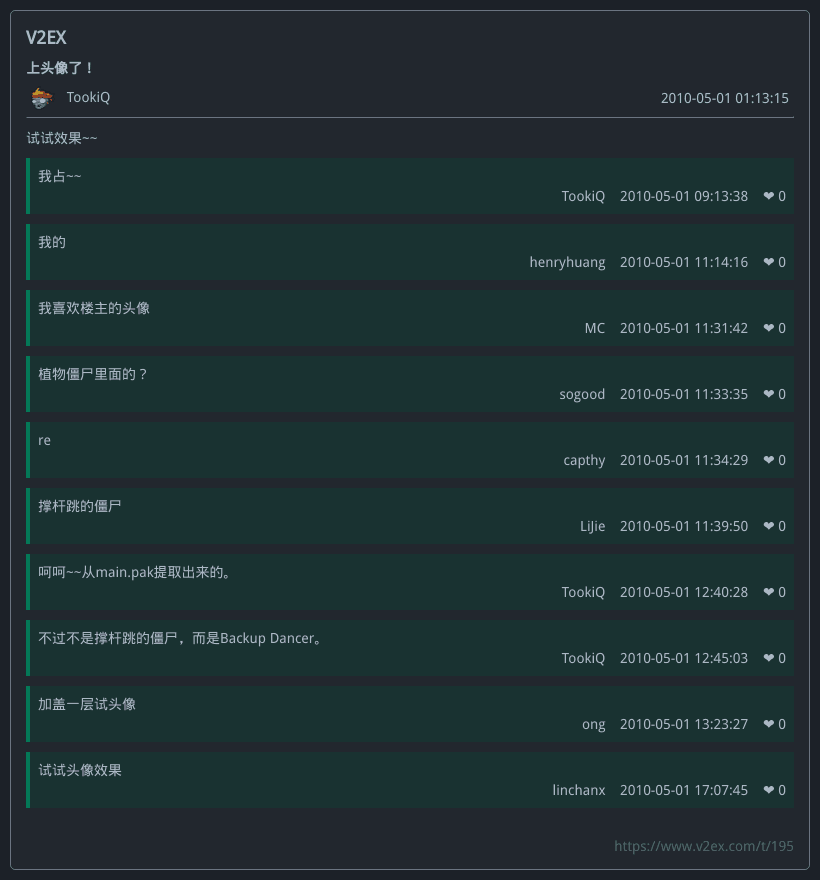 V2EX
上头像了！
TookiQ 2010-05-01 01:13:15
试试效果~~
我占~~
TookiQ 2010-05-01 09:13:38 ❤ 0
我的
henryhuang 2010-05-01 11:14:16 ❤ 0
我喜欢楼主的头像
MC 2010-05-01 11:31:42 ❤ 0
植物僵尸里面的？
sogood 2010-05-01 11:33:35 ❤ 0
re
capthy 2010-05-01 11:34:29 ❤ 0
撑杆跳的僵尸
LiJie 2010-05-01 11:39:50 ❤ 0
呵呵~~从main.pak提取出来的。
TookiQ 2010-05-01 12:40:28 ❤ 0
不过不是撑杆跳的僵尸，而是Backup Dancer。
TookiQ 2010-05-01 12:45:03 ❤ 0
加盖一层试头像
ong 2010-05-01 13:23:27 ❤ 0
试试头像效果
linchanx 2010-05-01 17:07:45 ❤ 0
https://www.v2ex.com/t/195